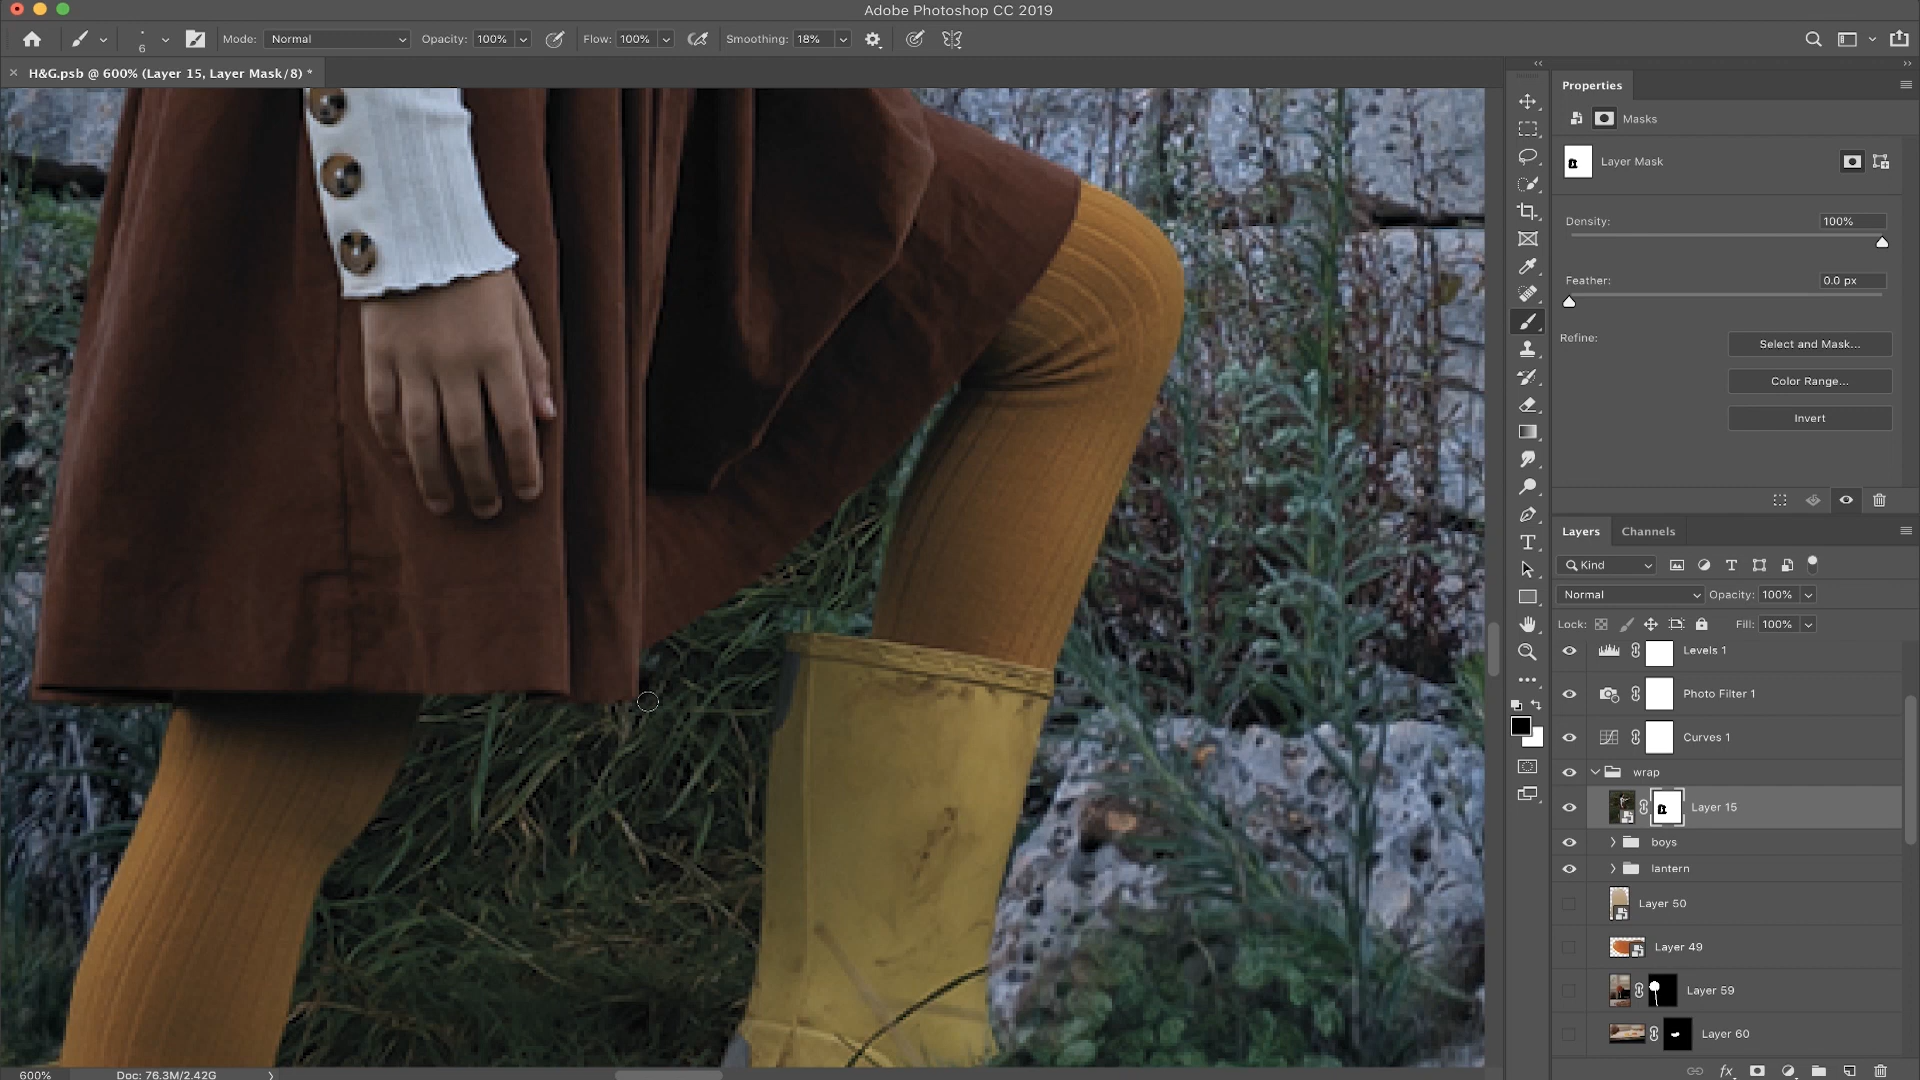 Adobe Photoshop CC 2019
6
Mode: Normal
Opacity: 100%
Flow: 100%
Smoothing: 18%
H&G.psb @ 600% (Layer 15, Layer Mask/8) *
Properties
Masks
Layer Mask
Density: 100%
Feather: 0.0 px
Refine:
Select and Mask...
Color Range...
Invert
Layers Channels
Kind
Normal Opacity: 100%
Lock: Fill: 100%
Levels 1
Photo Filter 1
Curves 1
wrap
Layer 15
boys
lantern
Layer 50
Layer 49
Layer 59
Layer 60
fx
600% Doc: 76.3M/2.42G